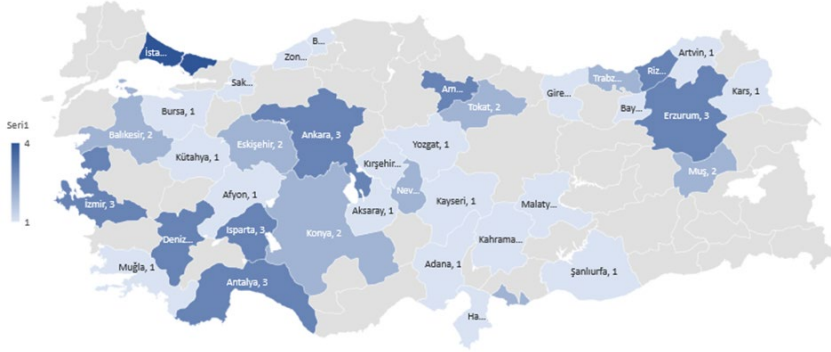 B...
İsta...
Zon...
Artvin, 1
Riz...
Trabz...
Sak...
Am...
Gire...
Kars, 1
Bursa, 1
Tokat, 2
Bay...
Erzurum, 3
Seri1
4
1
Balıkesir, 2
Ankara, 3
Eskişehir, 2
Yozgat, 1
Kütahya, 1
Kırşehir...
Muş, 2
Afyon, 1
Nev...
Kayseri, 1
İzmir, 3
Aksaray, 1
Malaty...
Isparta, 3
Konya, 2
Deniz...
Kahrama...
Muğla, 1
Adana, 1
Şanlıurfa, 1
Antalya, 3
Ha...